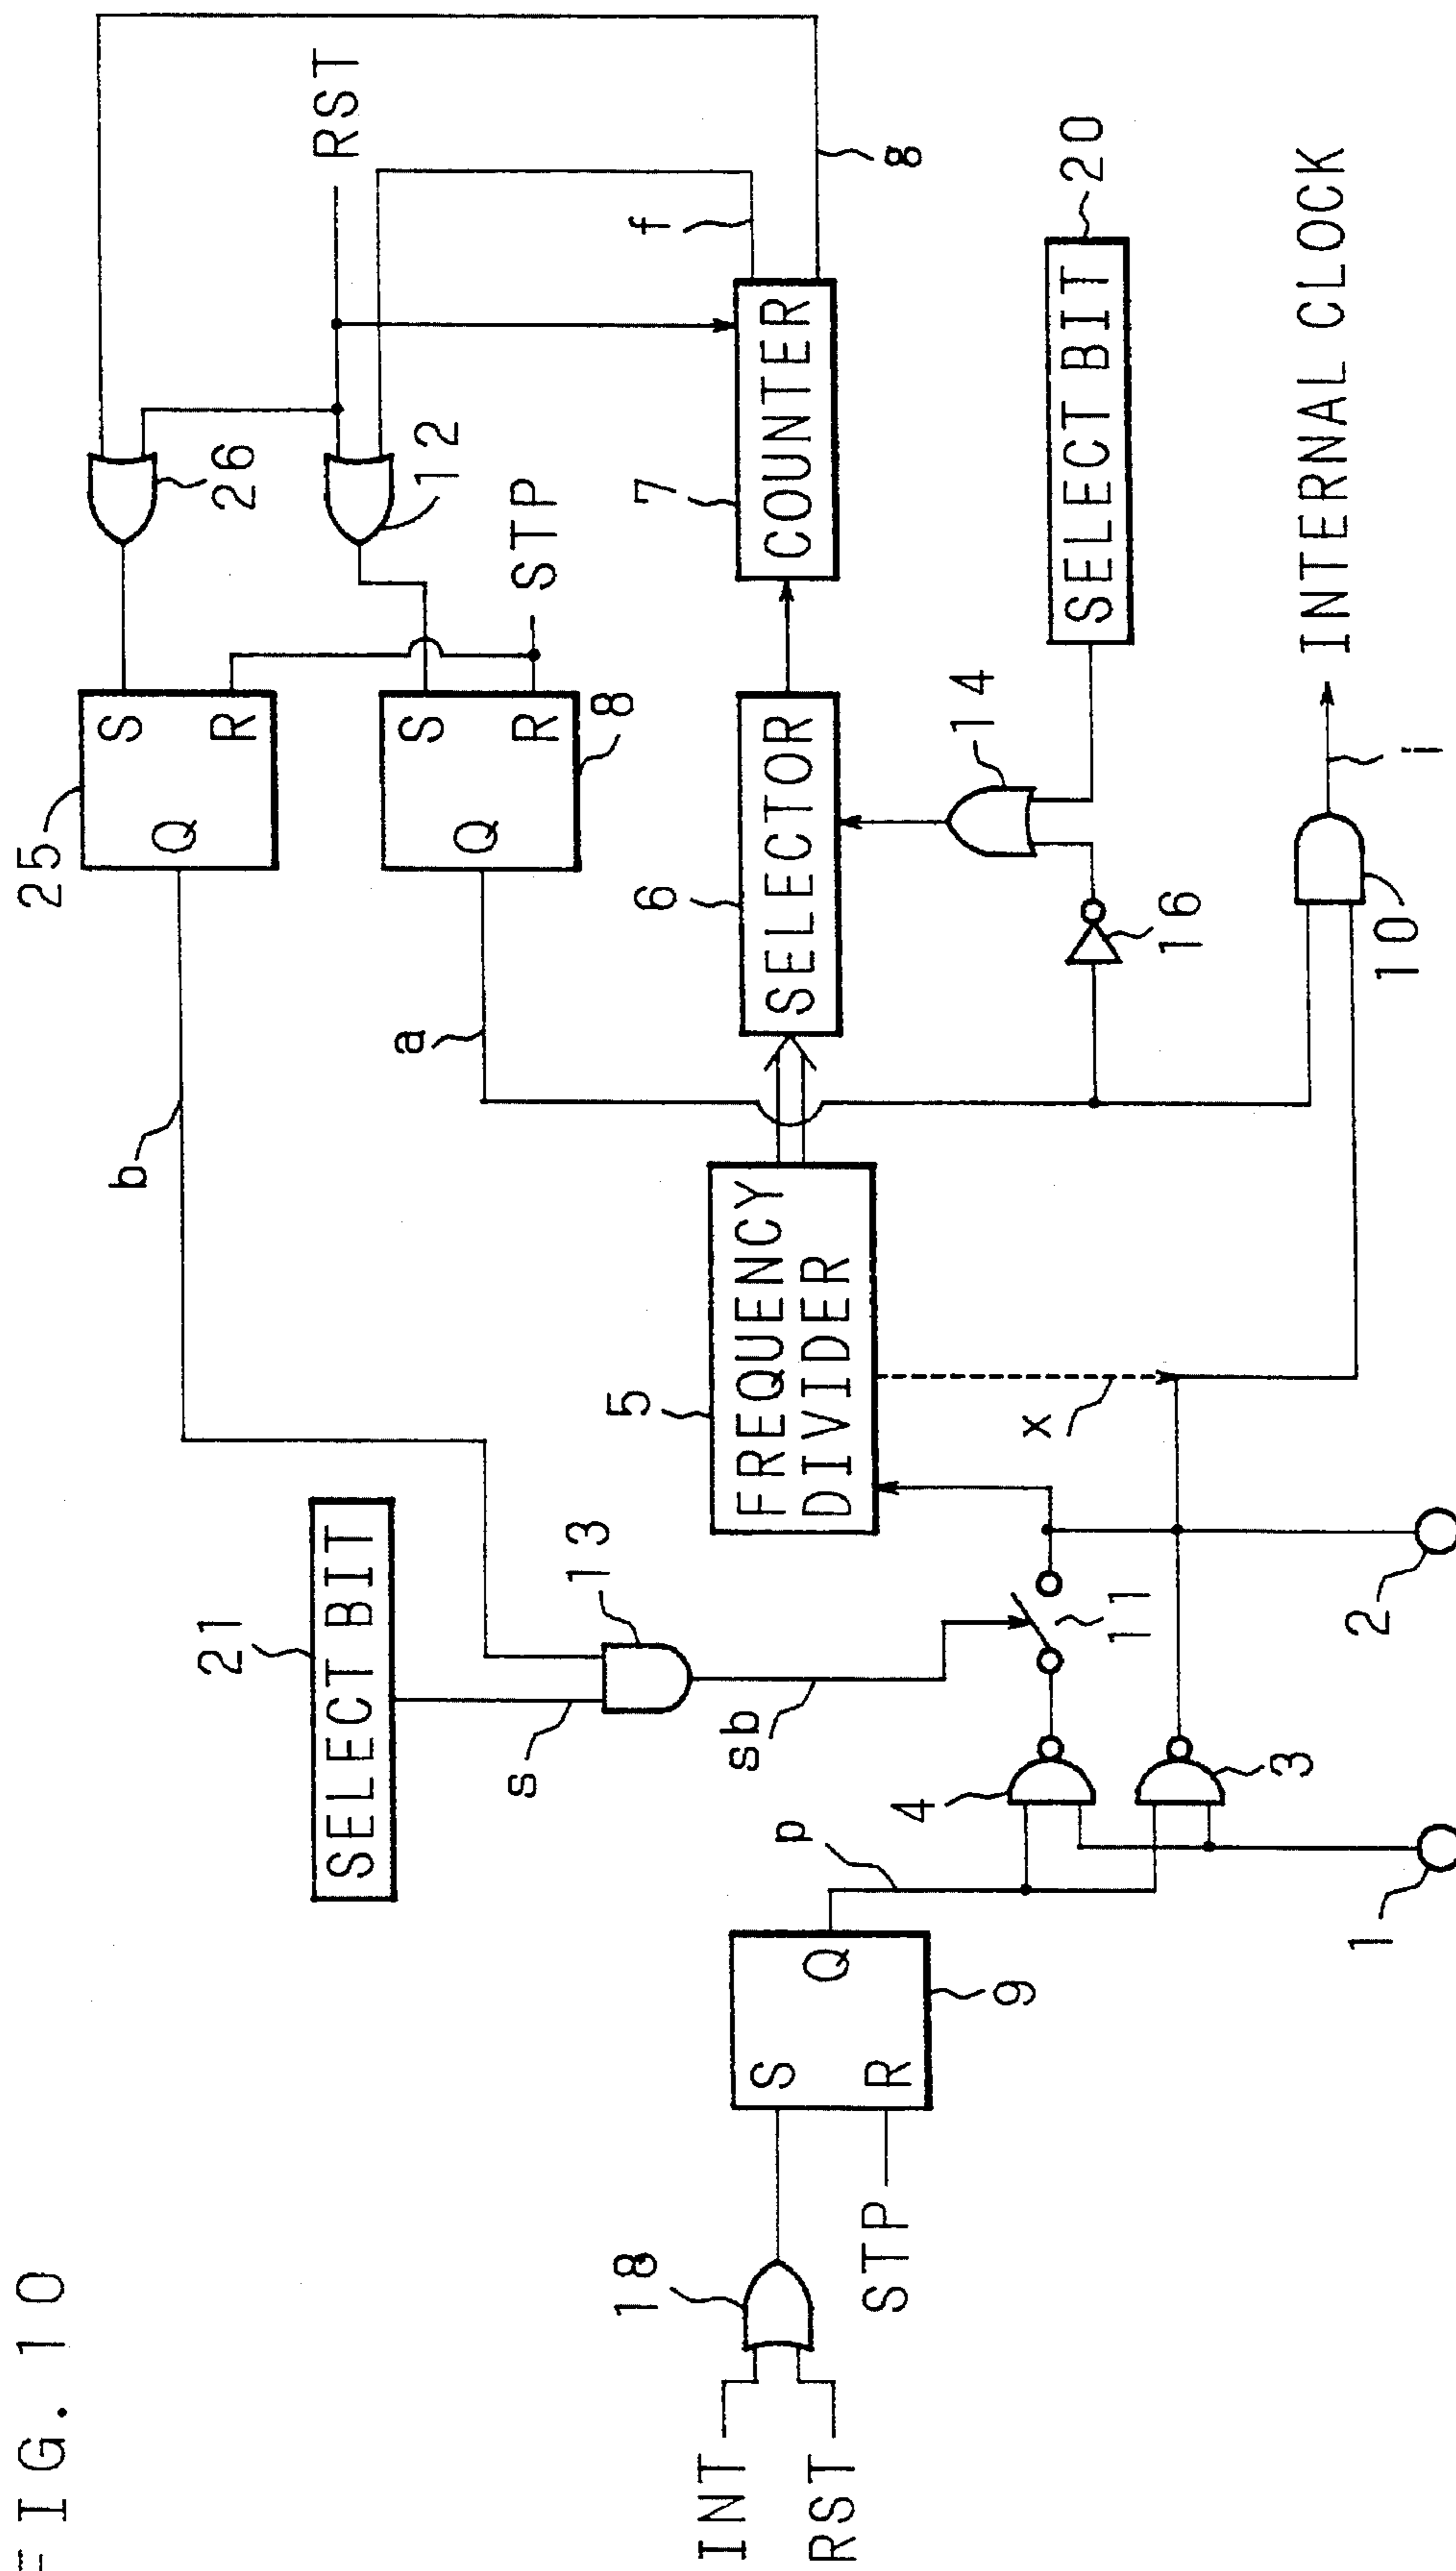 FIG. 10
25
b
S
Q
R
21
26
SELECT BIT
RST
a
S
12
Q
s
R
STP
13
8
18
5
6
7
f
INT
sb
S
p
FREQUENCY
DIVIDER
SELECTOR
COUNTER
RST
Q
STP
R
g
4
14
9
x
20
SELECT BIT
11
16
3
INTERNAL CLOCK
1
2
10
i